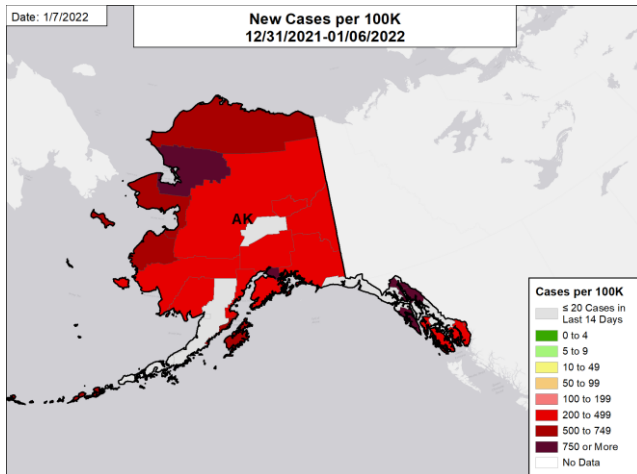 Date: 1/7/2022
New Cases per 100K
12/31/2021-01/06/2022
AK
Cases per 100K
≤ 20 Cases in
Last 14 Days
0 to 4
5 to 9
10 to 49
50 to 99
100 to 199
200 to 499
500 to 749
750 or More
No Data